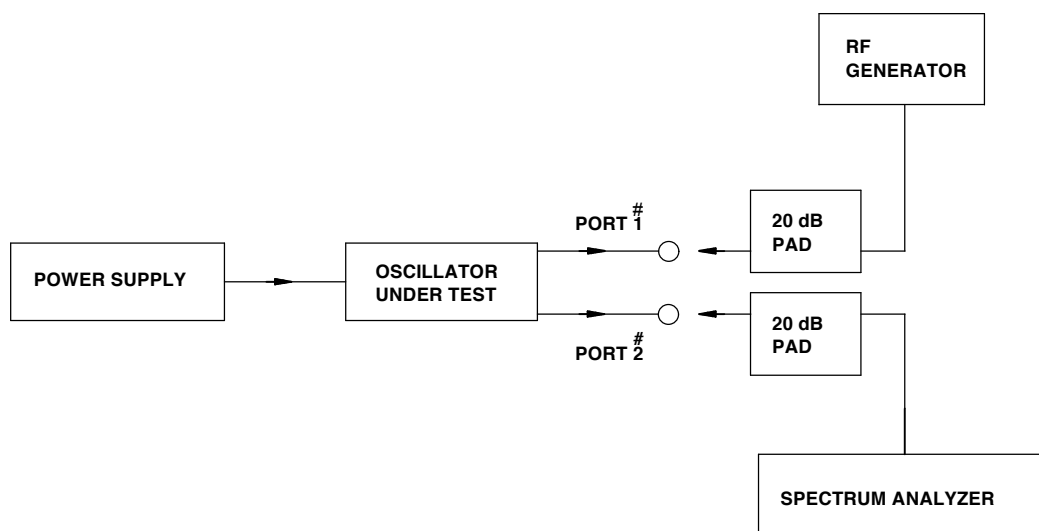 RF
GENERATOR
#
PORT 1
20 dB
PAD
POWER SUPPLY
OSCILLATOR
UNDER TEST
#
PORT 2
20 dB
PAD
SPECTRUM ANALYZER